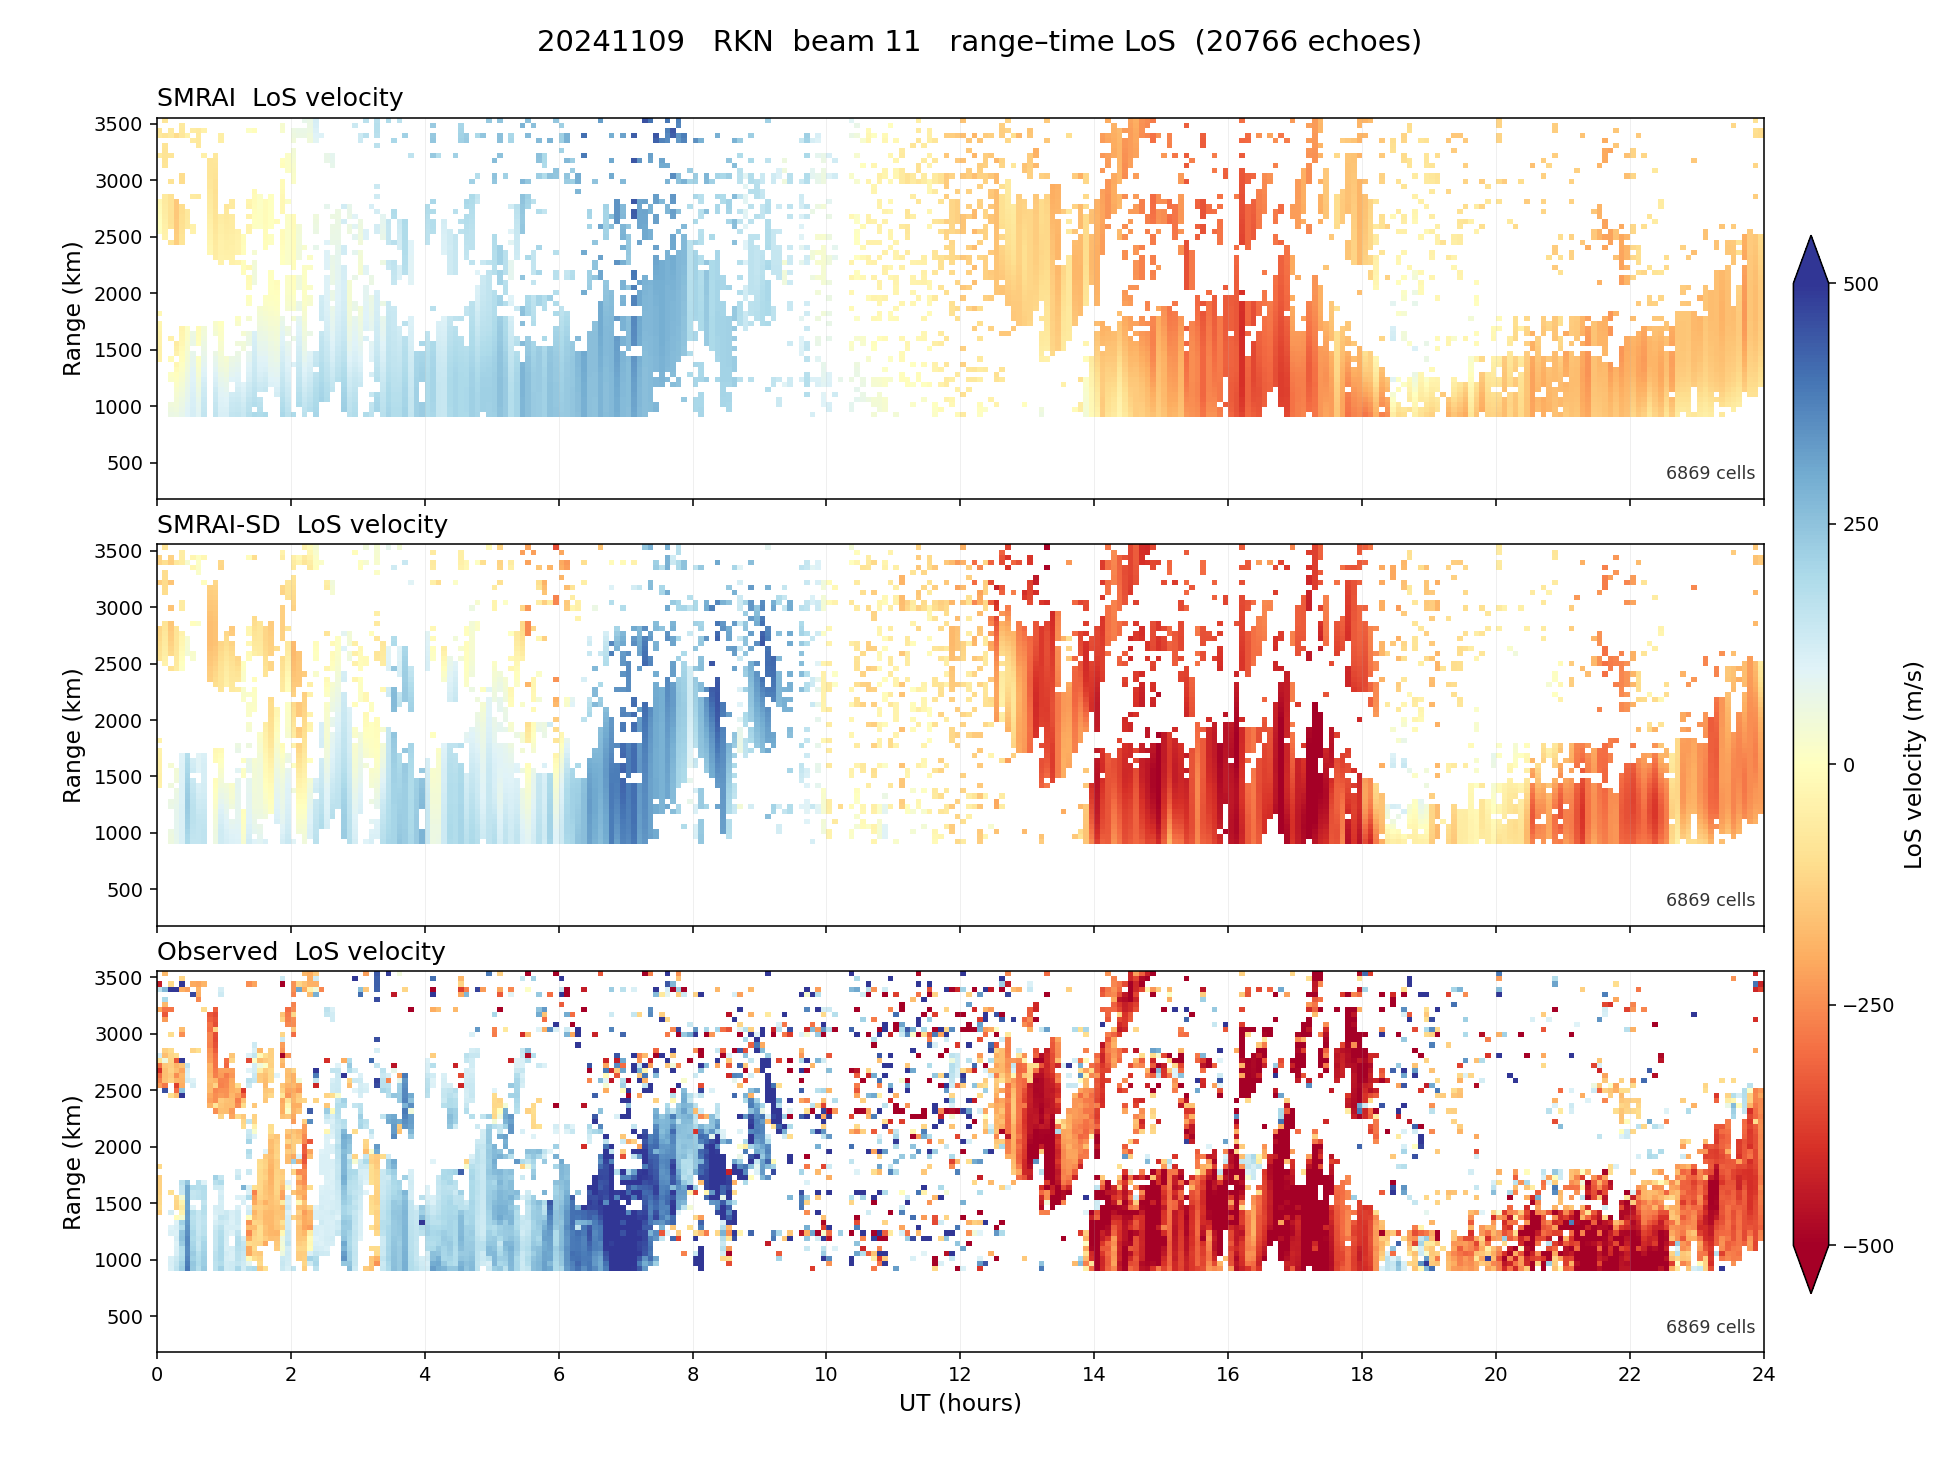 20241109   RKN  beam 11   range–time LoS  (20766 echoes)
SMRAI  LoS velocity
3500
3000
2500
2000
1500
1000
500
Range (km)
6869 cells
SMRAI-SD  LoS velocity
3500
3000
2500
2000
1500
1000
500
Range (km)
6869 cells
Observed  LoS velocity
3500
3000
2500
2000
1500
1000
500
Range (km)
6869 cells
0 2 4 6 8 10 12 14 16 18 20 22 24
UT (hours)
500
250
0
−250
−500
LoS velocity (m/s)